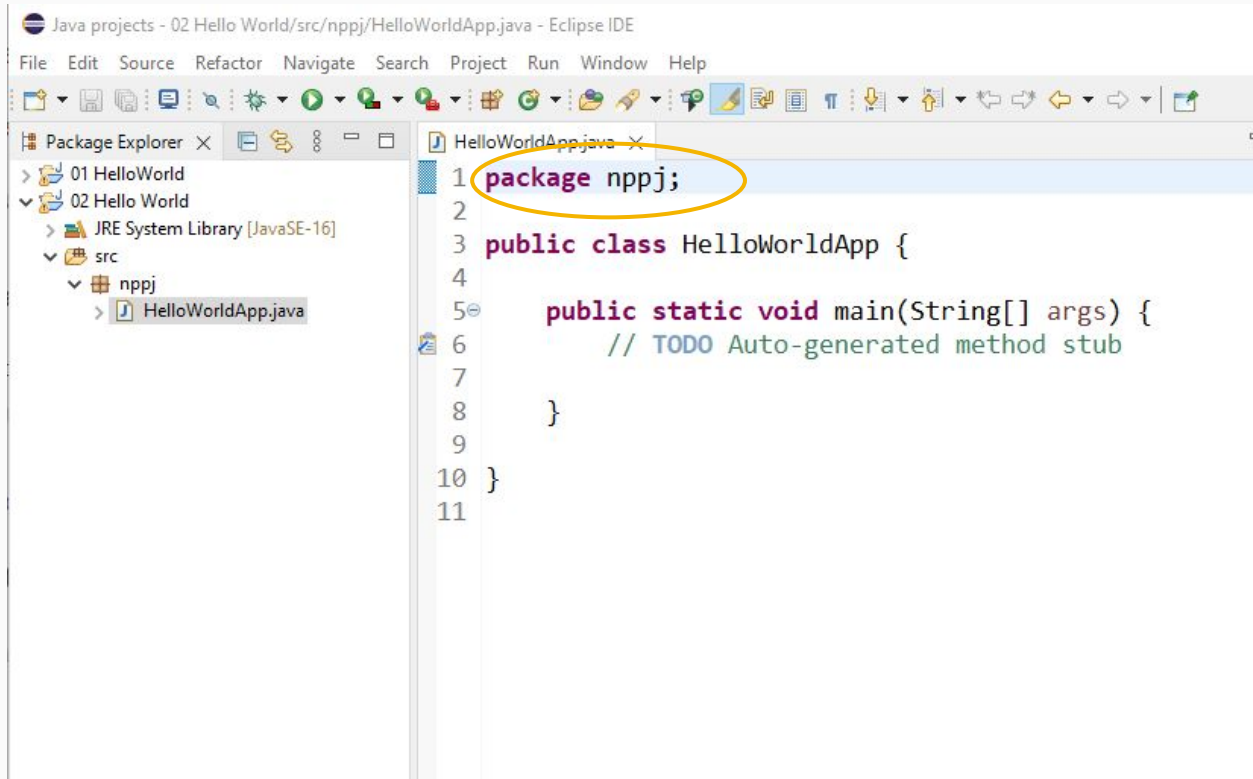 Java projects - 02 Hello World/src/nppj/HelloWorldApp.java - Eclipse IDE
File Edit Source Refactor Navigate Search Project Run Window Help
Package Explorer
01 HelloWorld
02 Hello World
JRE System Library [JavaSE-16]
src
nppj
HelloWorldApp.java
HelloWorldApp.java
1 package nppj;
2
3 public class HelloWorldApp {
4
5 public static void main(String[] args) {
6 // TODO Auto-generated method stub
7
8 }
9
10 }
11